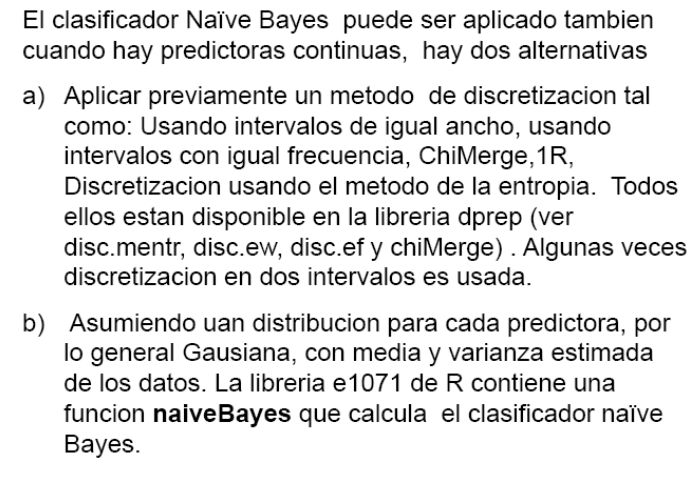 El clasificador Naïve Bayes puede ser aplicado tambien
cuando hay predictoras continuas, hay dos alternativas
a) Aplicar previamente un metodo de discretizacion tal
como: Usando intervalos de igual ancho, usando
intervalos con igual frecuencia, ChiMerge,1R,
Discretizacion usando el metodo de la entropia. Todos
ellos estan disponible en la libreria dprep (ver
disc.mentr, disc.ew, disc.ef y chiMerge) . Algunas veces
discretizacion en dos intervalos es usada.
b) Asumiendo uan distribucion para cada predictora, por
lo general Gausiana, con media y varianza estimada
de los datos. La libreria e1071 de R contiene una
funcion naiveBayes que calcula el clasificador naïve
Bayes.